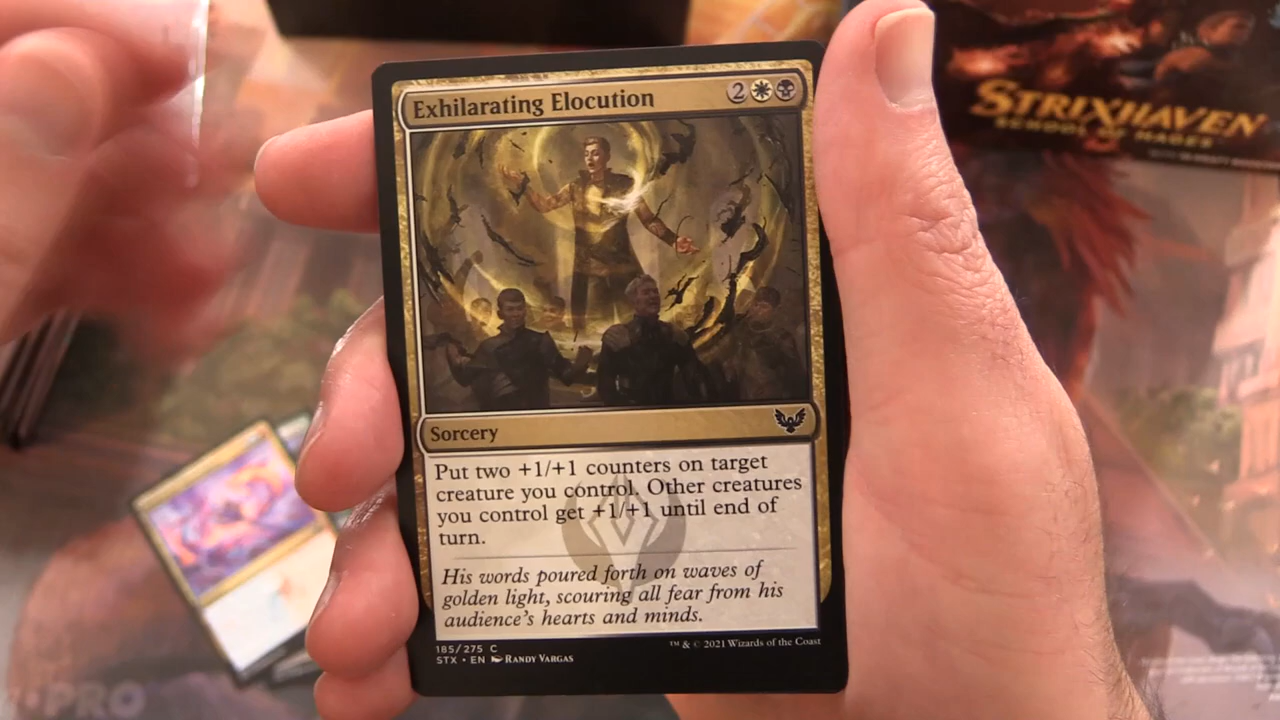 Exhilarating Elocution
2
STRIXHAVEN
SCHOOL OF MAGES
Sorcery
Put two +1/+1 counters on target
creature you control. Other creatures
you control get +1/+1 until end of
turn.
His words poured forth on waves of
golden light, scouring all fear from his
audience's hearts and minds.
185/275 C
STX • EN RANDY VARGAS
™ & © 2021 Wizards of the Coast
PRO